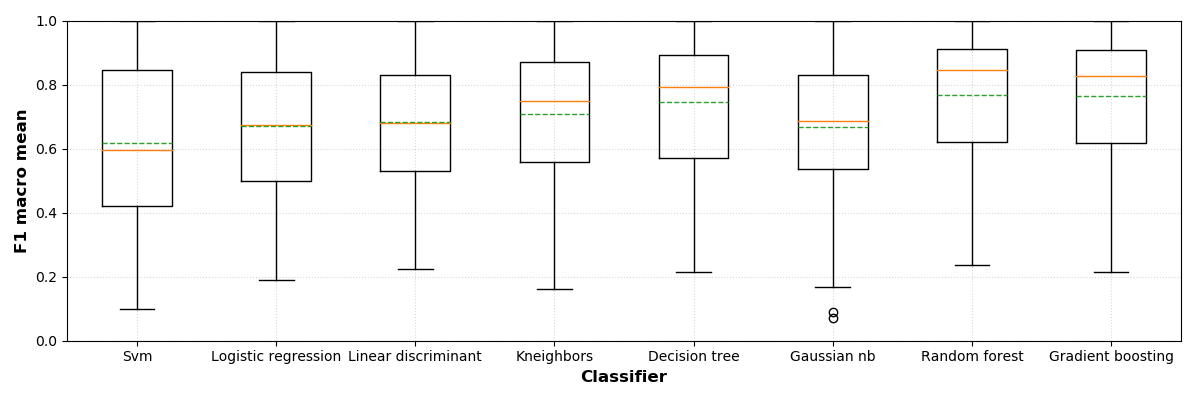 F1 macro mean
1.0
0.8
0.6
0.4
0.2
0.0
Svm Logistic regression Linear discriminant Kneighbors Decision tree Gaussian nb Random forest Gradient boosting
Classifier